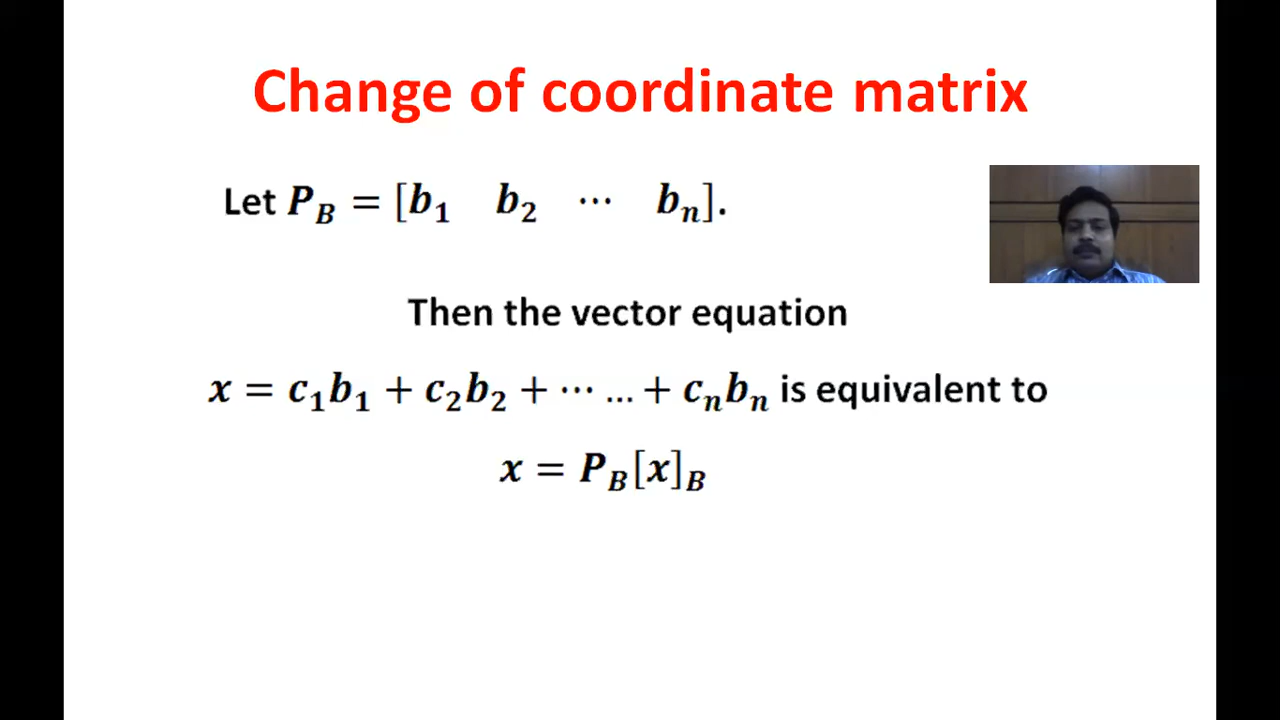 Change of coordinate matrix
Let P_B = [b_1 b_2 ⋯ b_n].
Then the vector equation
x = c_1b_1 + c_2b_2 + ⋯ … + c_nb_n is equivalent to
x = P_B[x]_B